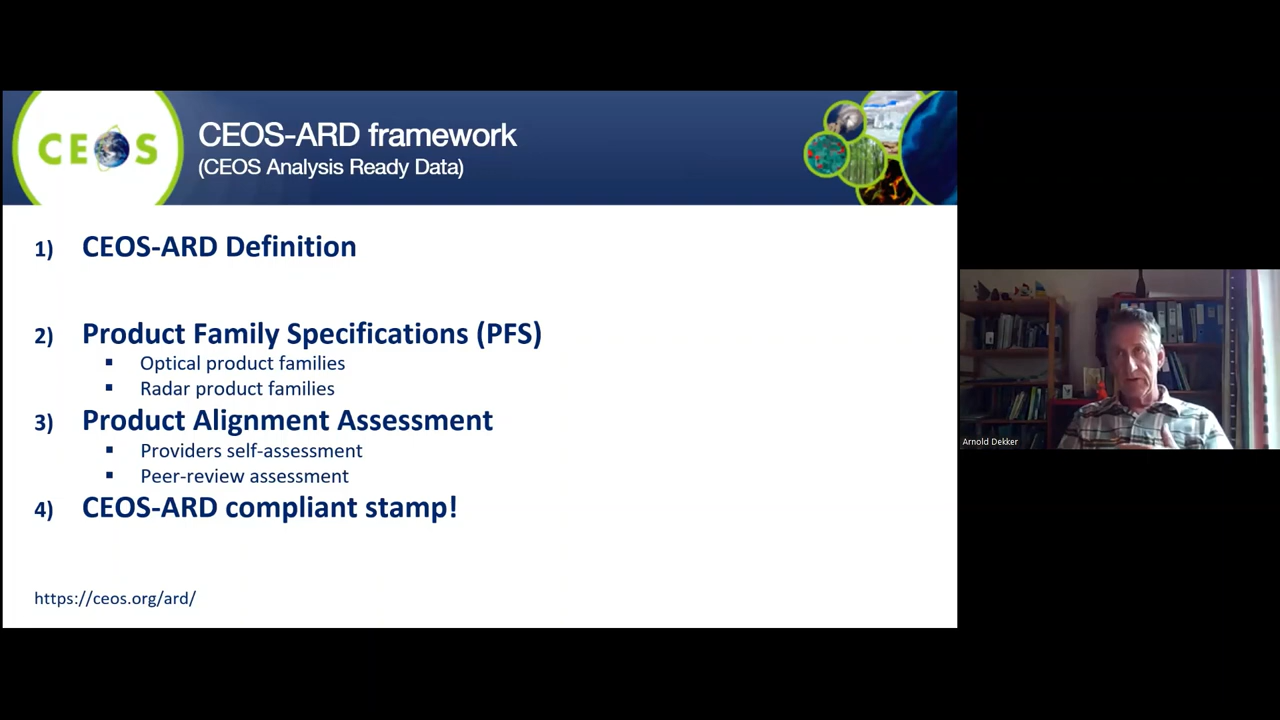 CEOS
CEOS-ARD framework
(CEOS Analysis Ready Data)
1) CEOS-ARD Definition
2) Product Family Specifications (PFS)
▪ Optical product families
▪ Radar product families
3) Product Alignment Assessment
▪ Providers self-assessment
▪ Peer-review assessment
4) CEOS-ARD compliant stamp!
https://ceos.org/ard/
Arnold Dekker